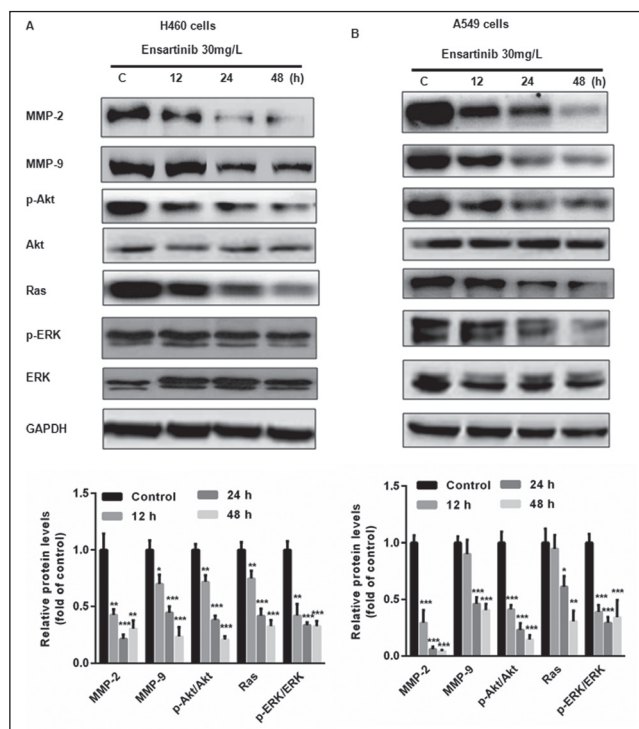 A
H460 cells
Ensartinib 30mg/L
C 12 24 48 (h)
MMP-2
MMP-9
p-Akt
Akt
Ras
p-ERK
ERK
GAPDH
B
A549 cells
Ensartinib 30mg/L
C 12 24 48 (h)
Relative protein levels
(fold of control)
1.5
1.0
0.5
0.0
Control
12 h
24 h
48 h
** *** **
* *** ***
** *** ***
** *** ***
** *** ***
MMP-2
MMP-9
p-Akt/Akt
Ras
p-ERK/ERK
Relative protein levels
(fold of control)
1.5
1.0
0.5
0.0
Control
12 h
24 h
48 h
*** *** ***
*** ***
*** *** ***
* **
*** *** ***
MMP-2
MMP-9
p-Akt/Akt
Ras
p-ERK/ERK